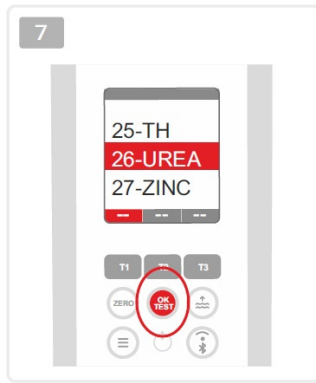 7
25-TH
26-UREA
27-ZINC
-- -- --
T1 T2 T3
ZERO OK
TEST